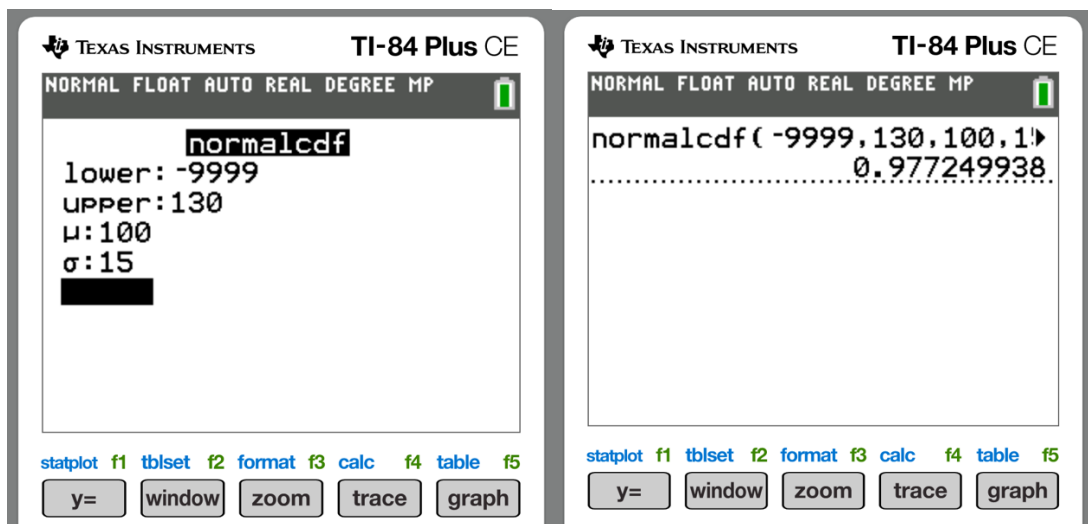 TEXAS INSTRUMENTS TI-84 Plus CE
NORMAL FLOAT AUTO REAL DEGREE MP
normalcdf
lower:-9999
upper:130
μ:100
σ:15
statplot f1 tblset f2 format f3 calc f4 table f5
y= window zoom trace graph
TEXAS INSTRUMENTS TI-84 Plus CE
NORMAL FLOAT AUTO REAL DEGREE MP
normalcdf(-9999,130,100,1
0.977249938
statplot f1 tblset f2 format f3 calc f4 table f5
y= window zoom trace graph